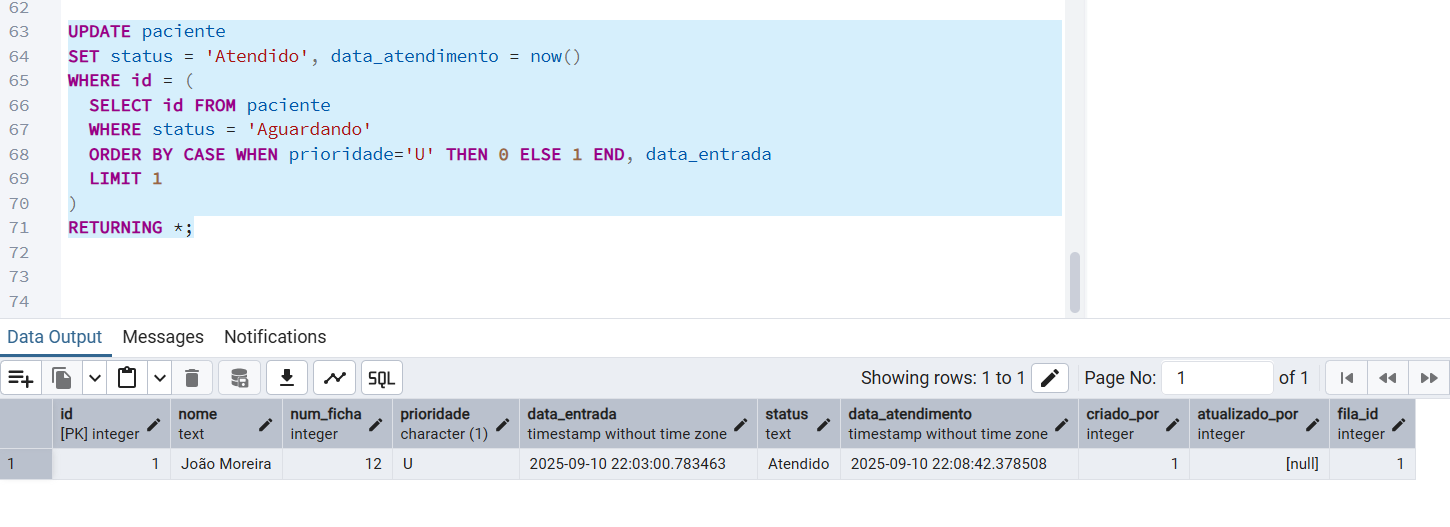 62
63 UPDATE paciente
64 SET status = 'Atendido', data_atendimento = now()
65 WHERE id = (
66 SELECT id FROM paciente
67 WHERE status = 'Aguardando'
68 ORDER BY CASE WHEN prioridade='U' THEN 0 ELSE 1 END, data_entrada
69 LIMIT 1
70 )
71 RETURNING *;
72
73
74
Data Output Messages Notifications
SQL Showing rows: 1 to 1 Page No: 1 of 1
id nome num_ficha prioridade data_entrada status data_atendimento criado_por atualizado_por fila_id
[PK] integer text integer character (1) timestamp without time zone text timestamp without time zone integer integer integer
1 1 João Moreira 12 U 2025-09-10 22:03:00.783463 Atendido 2025-09-10 22:08:42.378508 1 [null] 1